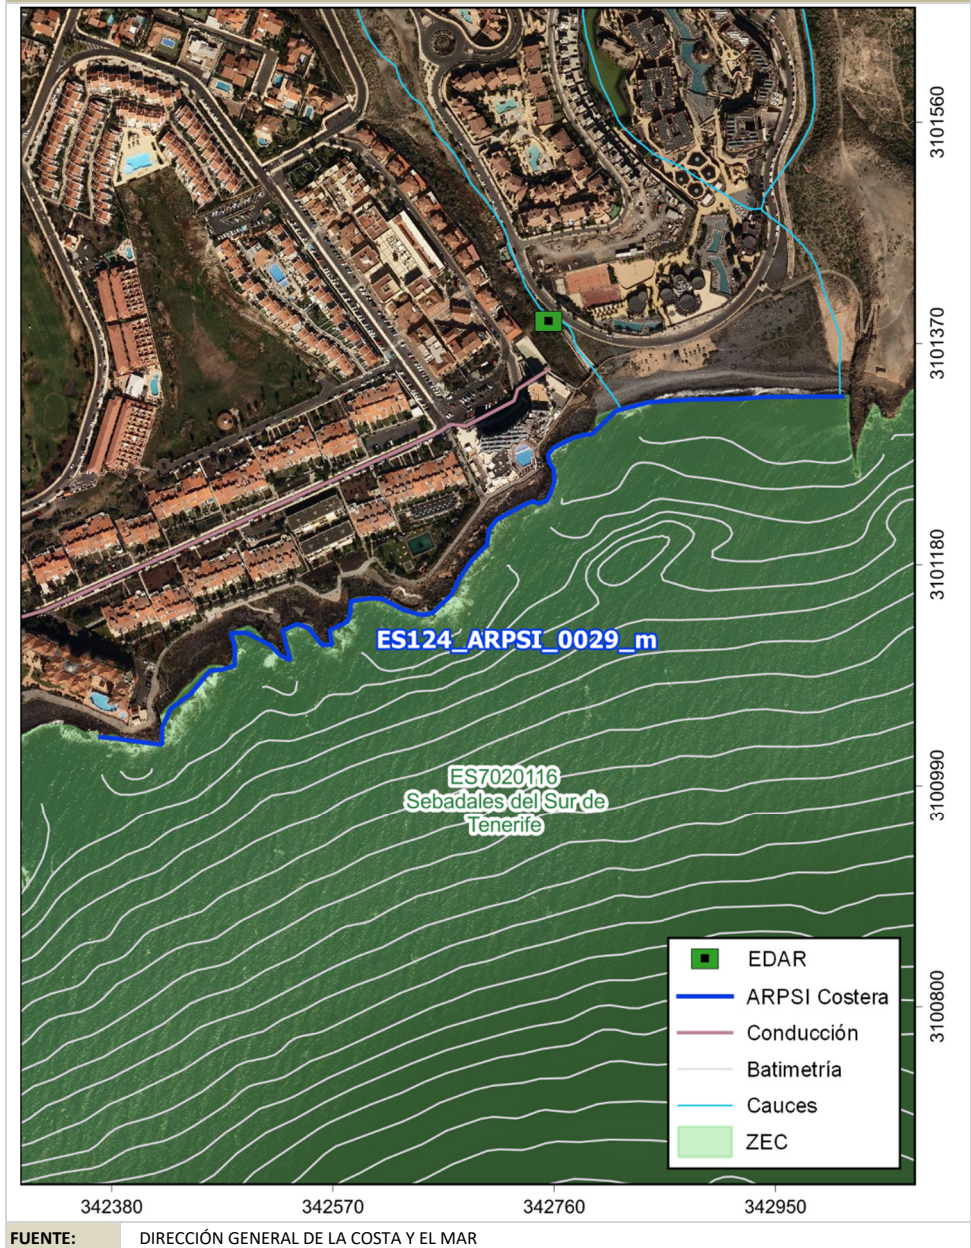 3101560
3101370
3101180
ES124_ARPSI_0029_m
ES7020116
Sebadales del Sur de
Tenerife
3100990
EDAR
ARPSI Costera
Conducción
Batimetría
Cauces
ZEC
3100800
342380 342570 342760 342950
FUENTE: DIRECCIÓN GENERAL DE LA COSTA Y EL MAR